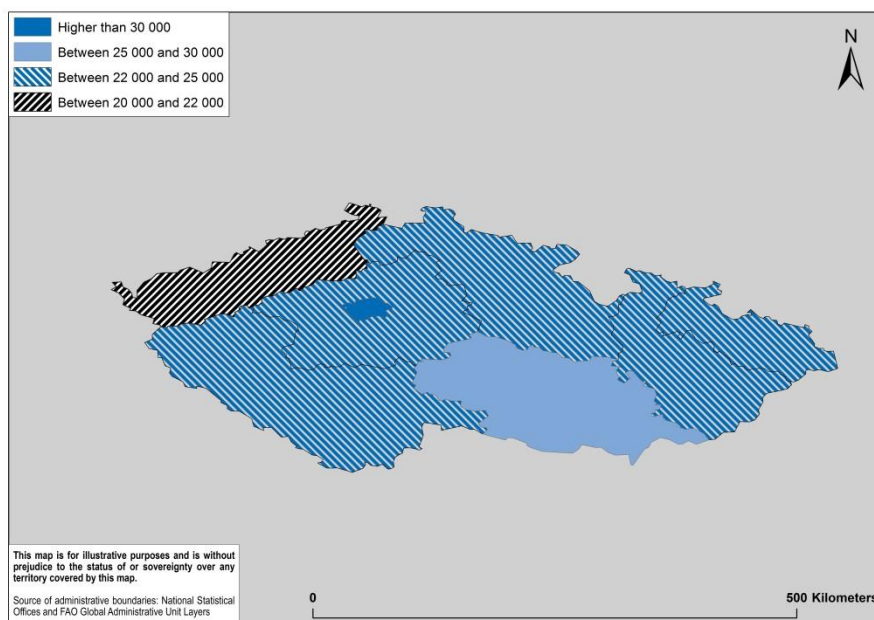 Higher than 30 000
Between 25 000 and 30 000
Between 22 000 and 25 000
Between 20 000 and 22 000
N
This map is for illustrative purposes and is without
prejudice to the status of or sovereignty over any
territory covered by this map.
Source of administrative boundaries: National Statistical
Offices and FAO Global Administrative Unit Layers
0
500 Kilometers